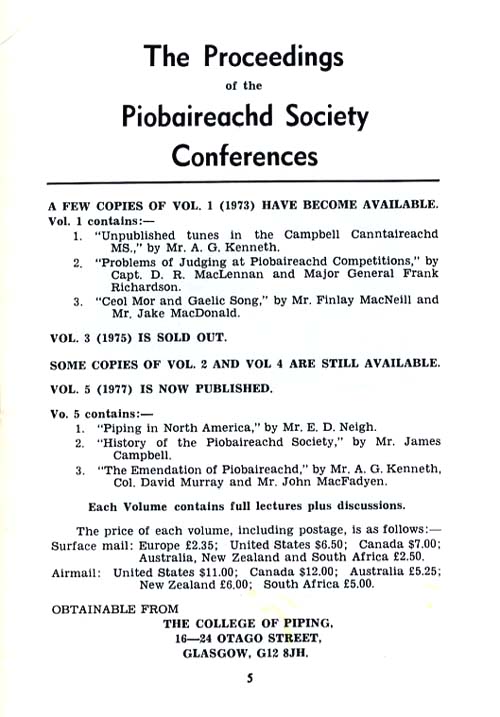 The Proceedings
of the
Piobaireachd Society
Conferences
A FEW COPIES OF VOL. 1 (1973) HAVE BECOME AVAILABLE.
Vol. 1 contains:—
1. "Unpublished tunes in the Campbell Canntaireachd
MS.," by Mr. A. G. Kenneth.
2. "Problems of Judging at Piobaireachd Competitions," by
Capt. D. R. MacLennan and Major General Frank
Richardson.
3. "Ceol Mor and Gaelic Song," by Mr. Finlay MacNeill and
Mr. Jake MacDonald.
VOL. 3 (1975) IS SOLD OUT.
SOME COPIES OF VOL. 2 AND VOL 4 ARE STILL AVAILABLE.
VOL. 5 (1977) IS NOW PUBLISHED.
Vo. 5 contains:—
1. "Piping in North America," by Mr. E. D. Neigh.
2. "History of the Piobaireachd Society," by Mr. James
Campbell.
3. "The Emendation of Piobaireachd," by Mr. A. G. Kenneth,
Col. David Murray and Mr. John MacFadyen.
Each Volume contains full lectures plus discussions.
The price of each volume, including postage, is as follows:—
Surface mail: Europe £2.35; United States $6.50; Canada $7.00;
Australia, New Zealand and South Africa £2.50.
Airmail: United States $11.00; Canada $12.00; Australia £5.25;
New Zealand £6.00; South Africa £5.00.
OBTAINABLE FROM
THE COLLEGE OF PIPING,
16—24 OTAGO STREET,
GLASGOW, G12 8JH.
5